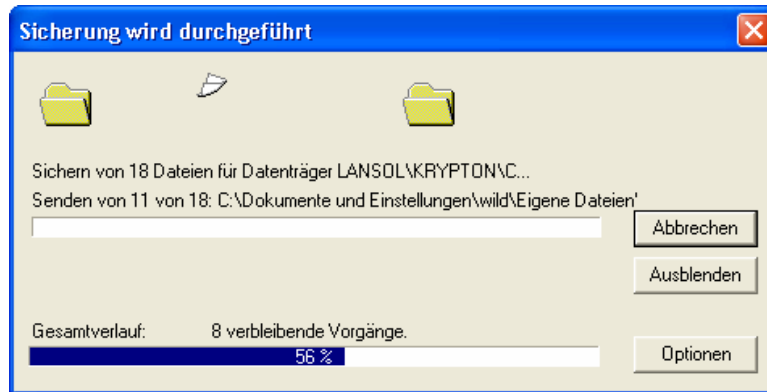 Sicherung wird durchgeführt
Sichern von 18 Dateien für Datenträger LANSOL\KRYPTON\C...
Senden von 11 von 18: C:\Dokumente und Einstellungen\wild\Eigene Dateien'
Abbrechen
Ausblenden
Gesamtverlauf: 8 verbleibende Vorgänge.
56 %
Optionen